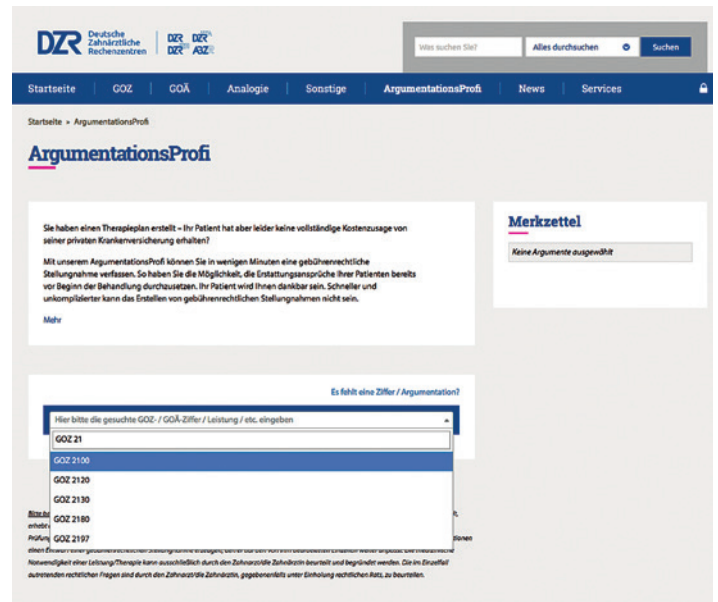 DZR
Deutsche
Zahnärztliche
Rechenzentren
DZR DZR
DZR ABZR
Was suchen Sie?
Alles durchsuchen
Suchen
Startseite
GOZ
GOÄ
Analogie
Sonstige
ArgumentationsProfi
News
Services
Startseite » ArgumentationsProfi
ArgumentationsProfi
Sie haben einen Therapieplan erstellt – Ihr Patient hat aber leider keine vollständige Kostenzusage von
seiner privaten Krankenversicherung erhalten?
Mit unserem ArgumentationsProfi können Sie in wenigen Minuten eine gebührenrechtliche
Stellungnahme verfassen. So haben Sie die Möglichkeit, die Erstattungsansprüche Ihrer Patienten bereits
vor Beginn der Behandlung durchzusetzen. Ihr Patient wird Ihnen dankbar sein. Schneller und
unkomplizierter kann das Erstellen von gebührenrechtlichen Stellungnahmen nicht sein.
Mehr
Merkzettel
Keine Argumente ausgewählt
Es fehlt eine Ziffer / Argumentation?
Hier bitte die gesuchte GOZ- / GOÄ-Ziffer / Leistung / etc. eingeben
GOZ 21
GOZ 2100
GOZ 2120
GOZ 2130
GOZ 2180
GOZ 2197
Notwendigkeit einer Leistung/Therapie kann ausschließlich durch den Zahnarzt/die Zahnärztin beurteilt und begründet werden. Die im Einzelfall
auftretenden rechtlichen Fragen sind durch den Zahnarzt/die Zahnärztin, gegebenenfalls unter Einholung rechtlichen Rats, zu beurteilen.